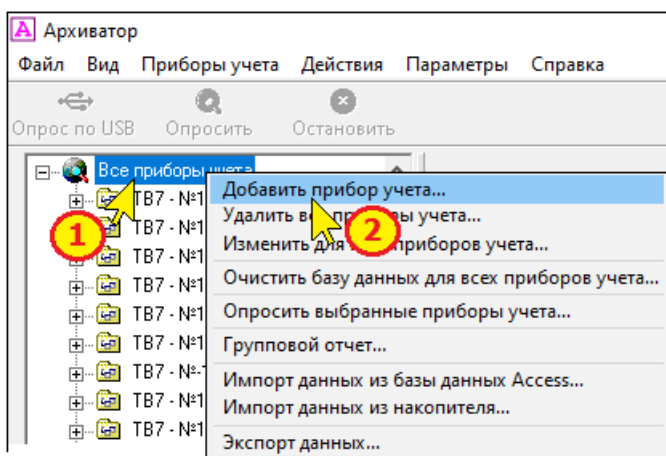 A Архиватор
Файл Вид Приборы учета Действия Параметры Справка
Опрос по USB Опросить Остановить
Все приборы учета
Добавить прибор учета...
ТВ7 - №1
Удалить все приборы учета...
ТВ7 - №1
1
2
Изменить для приборов учета...
ТВ7 - №1
Очистить базу данных для всех приборов учета...
ТВ7 - №1
Опросить выбранные приборы учета...
ТВ7 - №1
Групповой отчет...
ТВ7 - №1
ТВ7 - №-1
Импорт данных из базы данных Access...
ТВ7 - №1
Импорт данных из накопителя...
ТВ7 - №1
Экспорт данных...